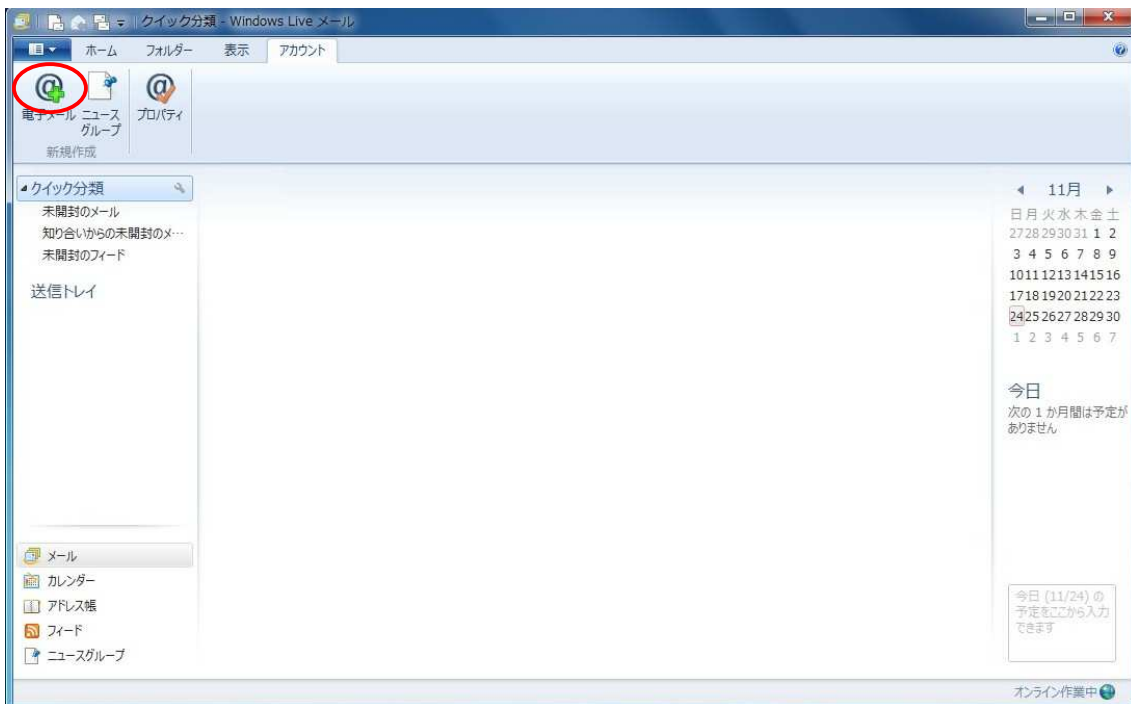 クイック分類 - Windows Live メール
ホーム フォルダー 表示 アカウント
電子メール ニュースグループ プロパティ
新規作成
クイック分類
未開封のメール
知り合いからの未開封のメ…
未開封のフィード
送信トレイ
メール
カレンダー
アドレス帳
フィード
ニュースグループ
11月
日 月 火 水 木 金 土
27 28 29 30 31 1 2
3 4 5 6 7 8 9
10 11 12 13 14 15 16
17 18 19 20 21 22 23
24 25 26 27 28 29 30
1 2 3 4 5 6 7
今日
次の 1 か月間は予定が
ありません
今日 (11/24) の
予定をここから入力
できます
オンライン作業中